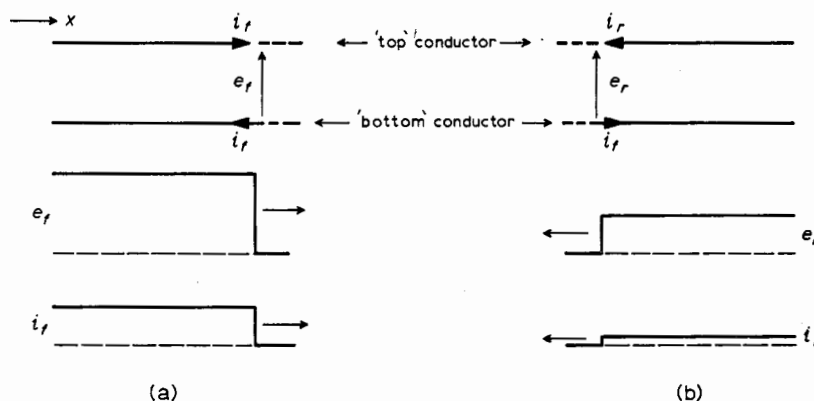 x
i_f
'top' conductor
i_r
e_f
e_r
'bottom' conductor
i_f
i_f
e_f
i_f
(a)
(b)